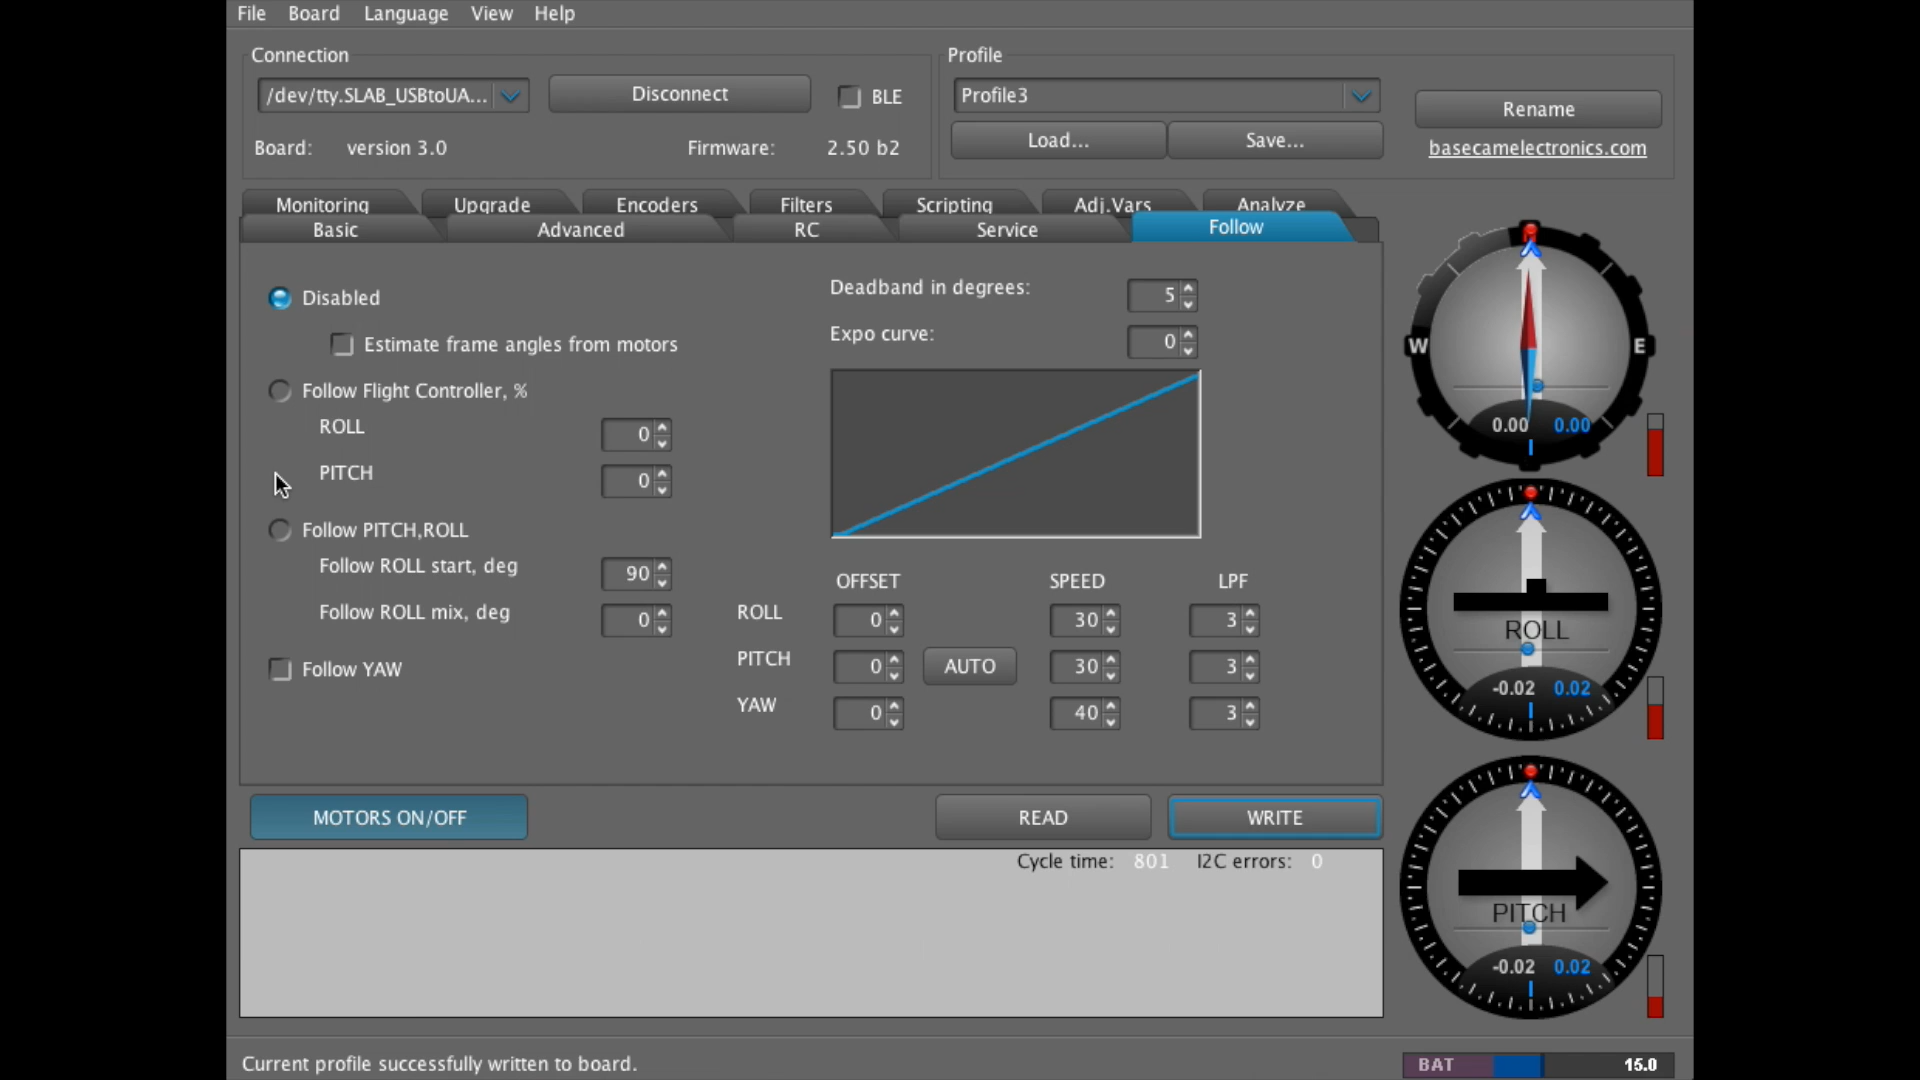 File Board Language View Help
Connection
/dev/tty.SLAB_USBtoUA...
Disconnect
BLE
Board: version 3.0
Firmware: 2.50 b2
Profile
Profile3
Load...
Save...
Rename
basecamelectronics.com
Monitoring Upgrade Encoders Filters Scripting Adj.Vars Analyze
Basic Advanced RC Service Follow
Disabled
Estimate frame angles from motors
Follow Flight Controller, %
ROLL 0
PITCH 0
Follow PITCH,ROLL
Follow ROLL start, deg 90
Follow ROLL mix, deg 0
Follow YAW
Deadband in degrees: 5
Expo curve: 0
OFFSET SPEED LPF
ROLL 0 30 3
PITCH 0 AUTO 30 3
YAW 0 40 3
W E
0.00 0.00
ROLL
-0.02 0.02
PITCH
-0.02 0.02
MOTORS ON/OFF
READ
WRITE
Cycle time: 801 I2C errors: 0
Current profile successfully written to board.
BAT 15.0